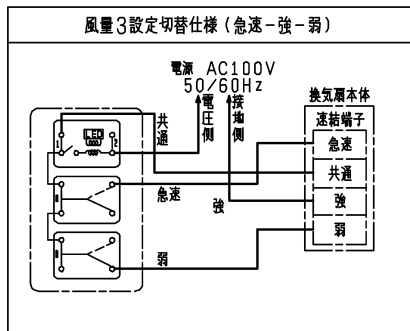 風量3設定切替仕様(急速-強-弱)
電源 AC100V
50/60Hz
電圧側
接地側
共通
換気扇本体
速結端子
急速
共通
強
弱
LED
1
2
急速
強
弱